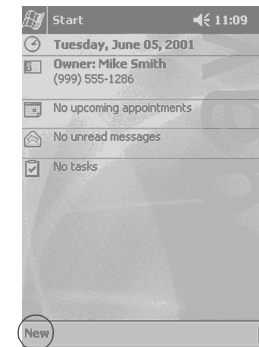 Start 11:09
Tuesday, June 05, 2001
Owner: Mike Smith
(999) 555-1286
No upcoming appointments
No unread messages
No tasks
New